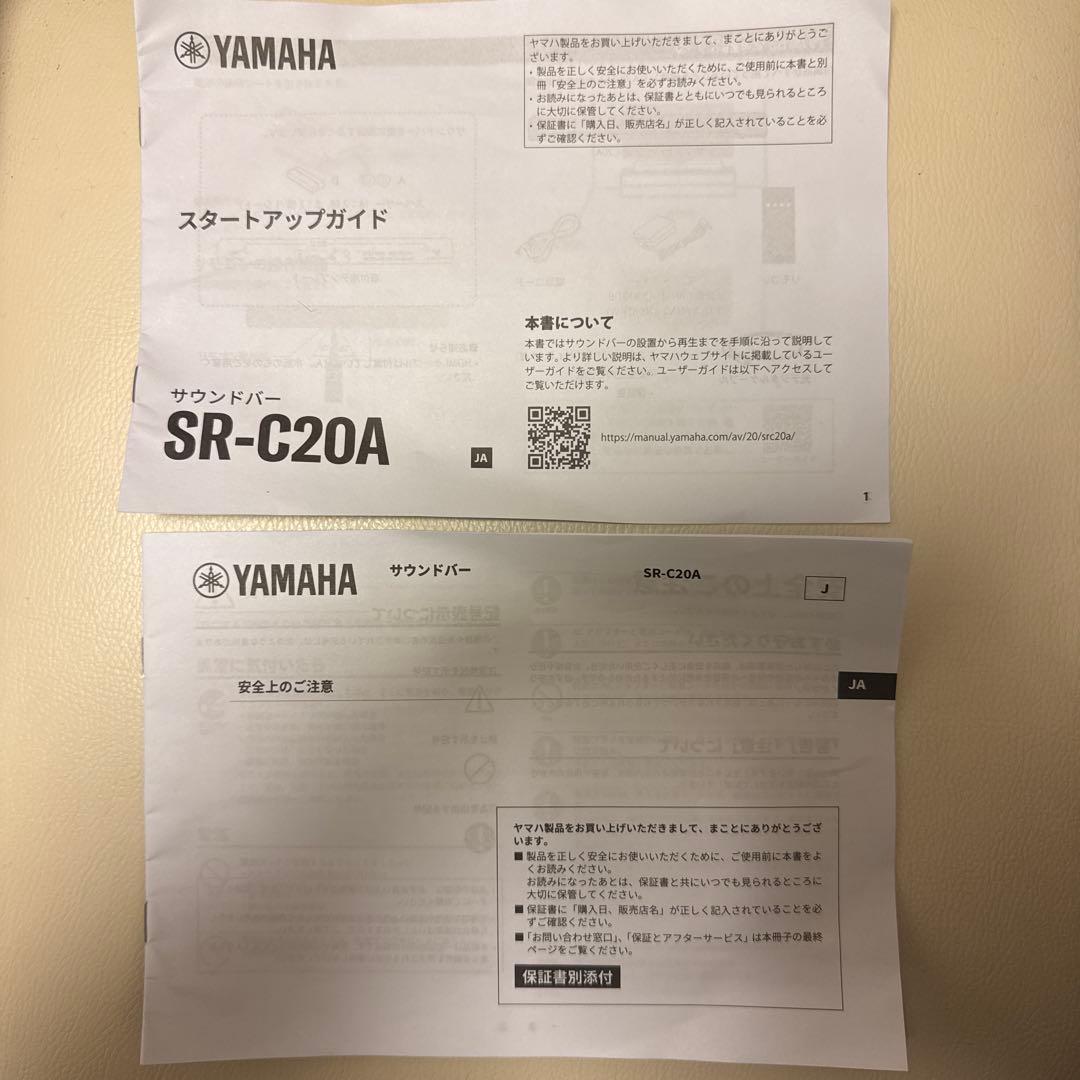 YAMAHA
ヤマハ製品をお買い上げいただきまして、まことにありがとうご
ざいます。
・製品を正しく安全にお使いいただくために、ご使用前に本書と別
冊「安全上のご注意」を必ずお読みください。
・お読みになったあとは、保証書とともにいつでも見られるところ
に大切に保管してください。
・保証書に「購入日、販売店名」が正しく記入されていることを必
ずご確認ください。
スタートアップガイド
本書について
本書ではサウンドバーの設置から再生までを手順に沿って説明して
います。より詳しい説明は、ヤマハウェブサイトに掲載しているユー
ザーガイドをご覧ください。ユーザーガイドは以下へアクセスして
ご覧いただけます。
サウンドバー
SR-C20A
JA
https://manual.yamaha.com/av/20/src20a/
1
YAMAHA
サウンドバー
SR-C20A
J
安全上のご注意
JA
ヤマハ製品をお買い上げいただきまして、まことにありがとうござ
います。
■ 製品を正しく安全にお使いいただくために、ご使用前に本書をよ
くお読みください。
お読みになったあとは、保証書と共にいつでも見られるところに
大切に保管してください。
■ 保証書に「購入日、販売店名」が正しく記入されていることを必
ずご確認ください。
■ 「お問い合わせ窓口」、「保証とアフターサービス」は本冊子の最終
ページをご覧ください。
保証書別添付